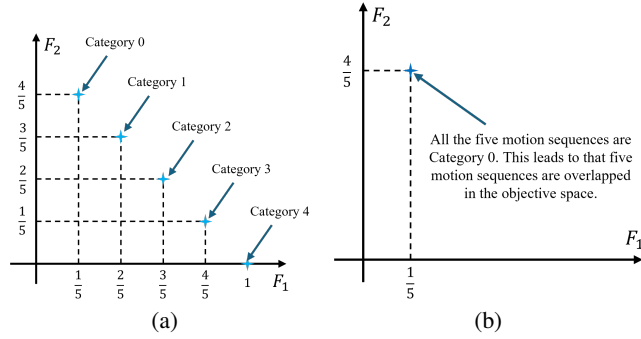 F₂
Category 0
Category 1
Category 2
Category 3
Category 4
4/5
3/5
2/5
1/5
1/5
2/5
3/5
4/5
1
F₁
(a)
F₂
4/5
All the five motion sequences are
Category 0. This leads to that five
motion sequences are overlapped
in the objective space.
1/5
F₁
(b)